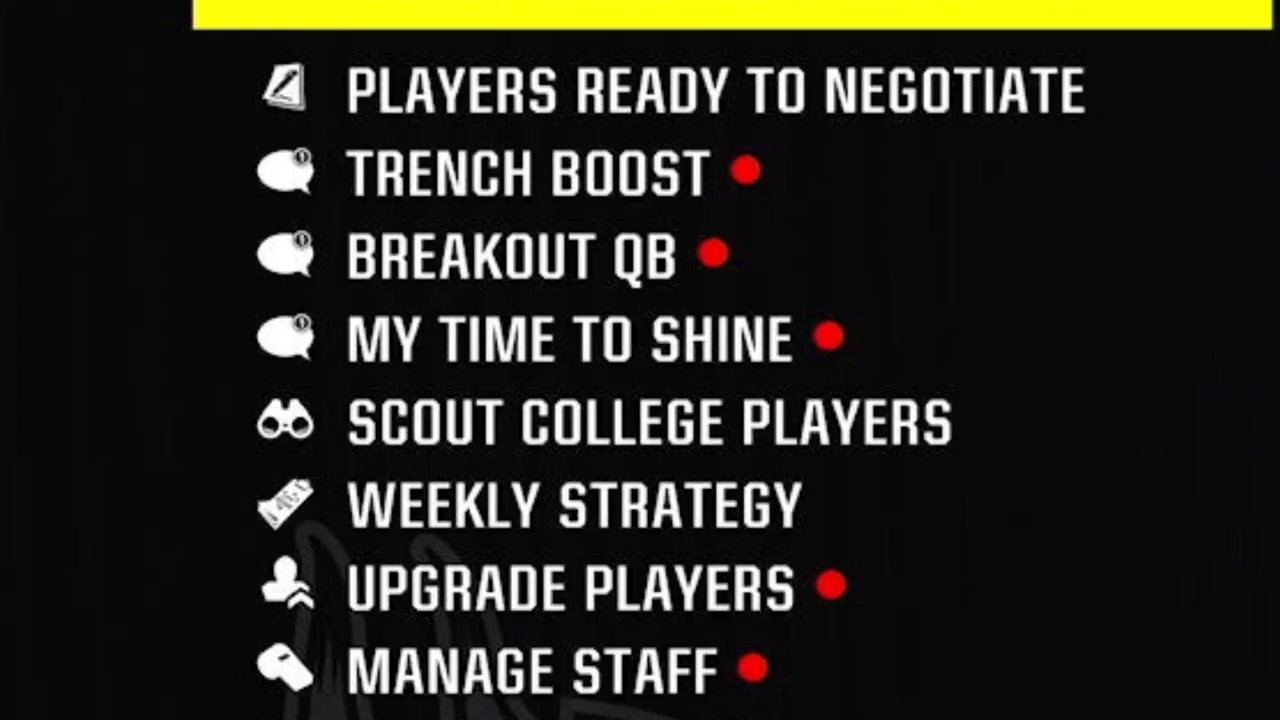 PLAYERS READY TO NEGOTIATE
TRENCH BOOST
BREAKOUT QB
MY TIME TO SHINE
SCOUT COLLEGE PLAYERS
WEEKLY STRATEGY
UPGRADE PLAYERS
MANAGE STAFF